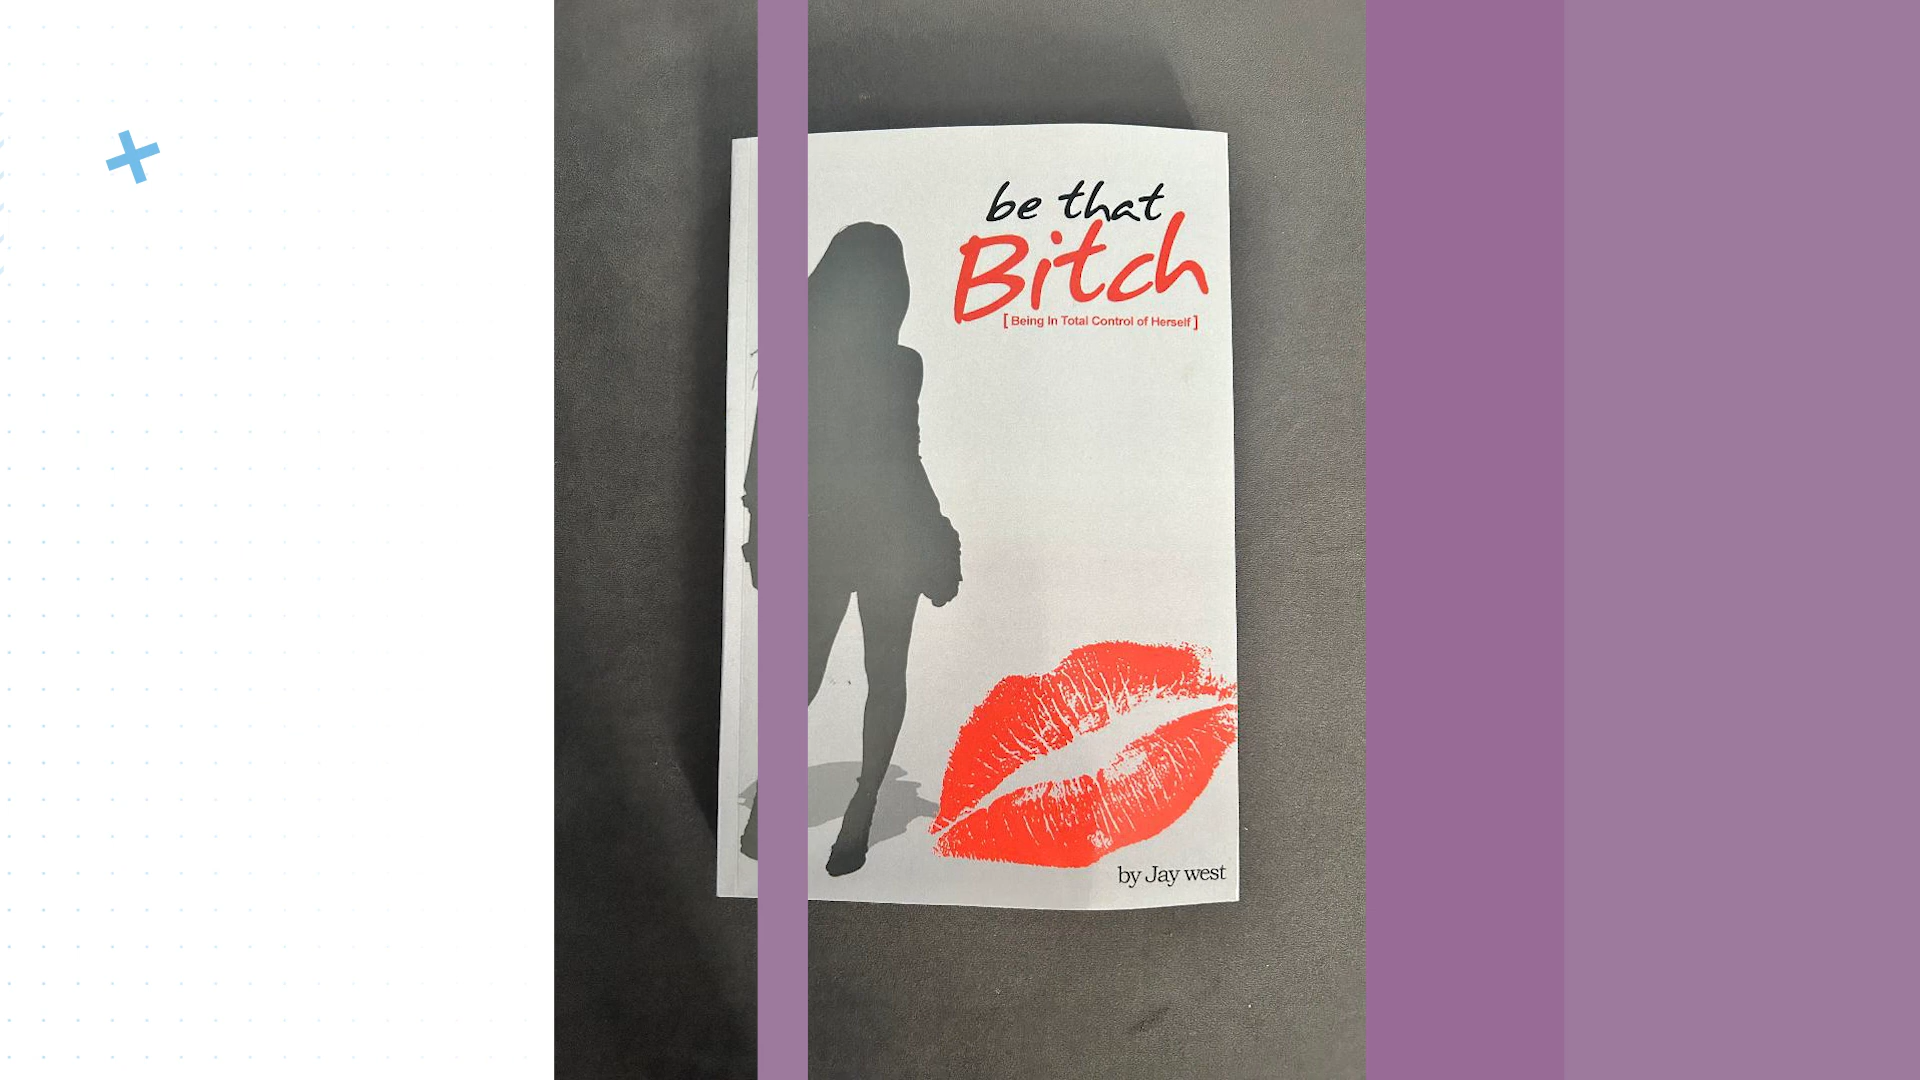 be that
Bitch
[ Being In Total Control of Herself ]
by Jay west